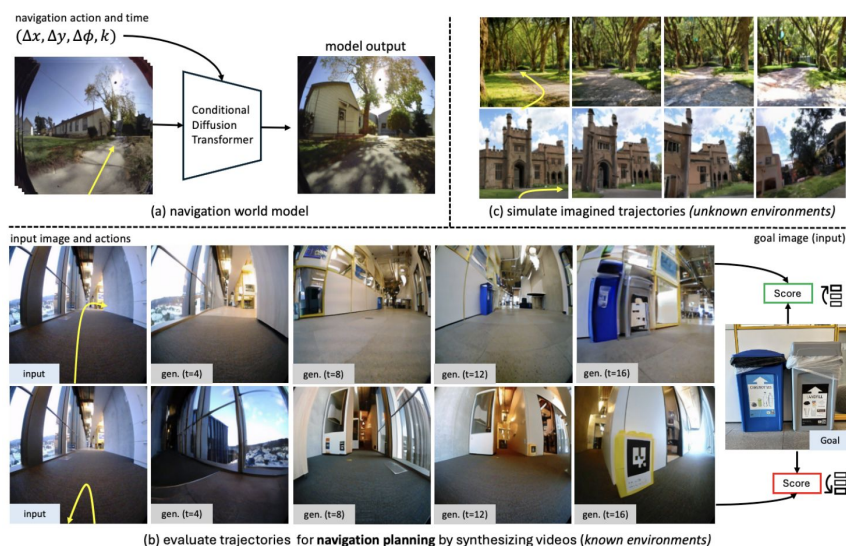 navigation action and time
(Δx, Δy, Δϕ, k)
model output
Conditional
Diffusion
Transformer
(a) navigation world model
(c) simulate imagined trajectories (unknown environments)
input image and actions
goal image (input)
input
gen. (t=4)
gen. (t=8)
gen. (t=12)
gen. (t=16)
Score
input
gen. (t=4)
gen. (t=8)
gen. (t=12)
gen. (t=16)
LANDFILL
Goal
Score
(b) evaluate trajectories for navigation planning by synthesizing videos (known environments)